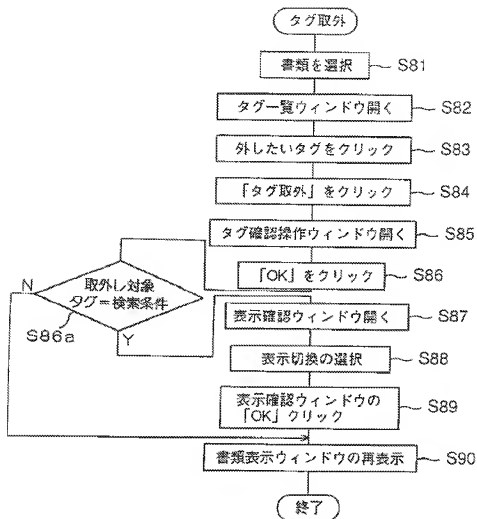 タグ取外
書類を選択
S81
タグ一覧ウィンドウ開く
S82
外したいタグをクリック
S83
「タグ取外」をクリック
S84
タグ確認操作ウィンドウ開く
S85
「OK」をクリック
S86
N
取外し対象
タグ=検索条件
Y
S86a
表示確認ウィンドウ開く
S87
表示切換の選択
S88
表示確認ウィンドウの
「OK」クリック
S89
書類表示ウィンドウの再表示
S90
終了